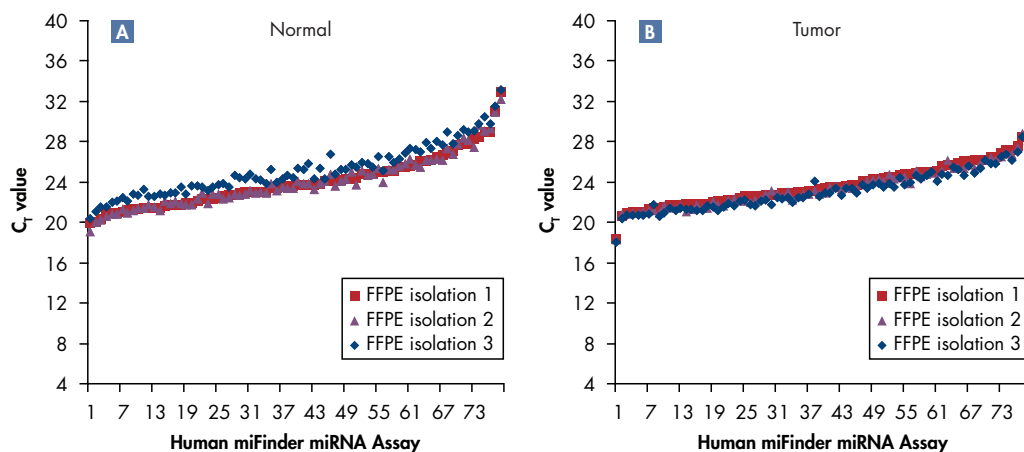 A
Normal
40
36
32
28
24
20
16
12
8
4
C_T value
FFPE isolation 1
FFPE isolation 2
FFPE isolation 3
1 7 13 19 25 31 37 43 49 55 61 67 73
Human miFinder miRNA Assay
B
Tumor
40
36
32
28
24
20
16
12
8
4
C_T value
FFPE isolation 1
FFPE isolation 2
FFPE isolation 3
1 7 13 19 25 31 37 43 49 55 61 67 73
Human miFinder miRNA Assay